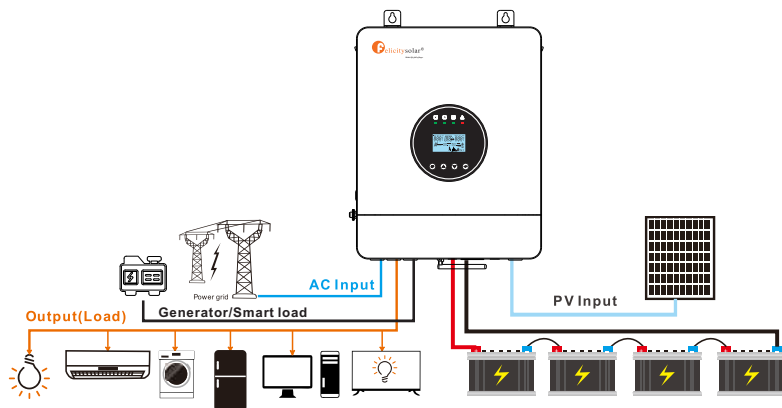 felicitysolar®
AC Input
Power grid
Generator/Smart load
Output(Load)
PV Input